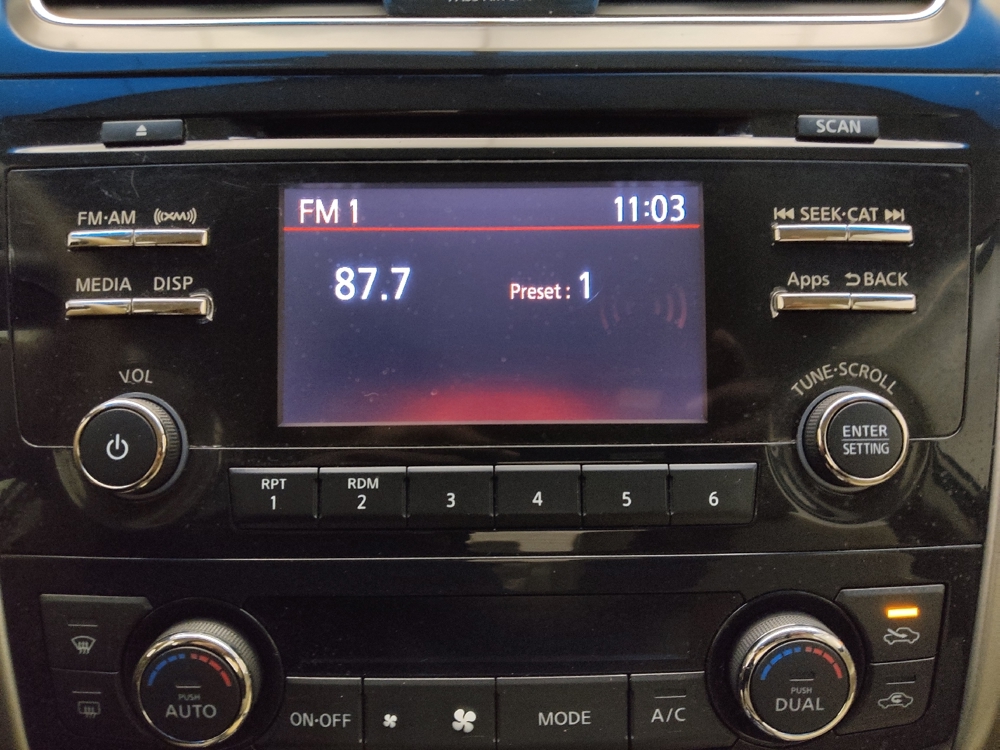 SCAN
FM·AM
XM
SEEK·CAT
MEDIA
DISP
Apps
BACK
FM 1
11:03
87.7
Preset : 1
VOL
TUNE·SCROLL
ENTER
SETTING
RPT
1
RDM
2
3
4
5
6
PUSH
AUTO
ON·OFF
MODE
A/C
PUSH
DUAL